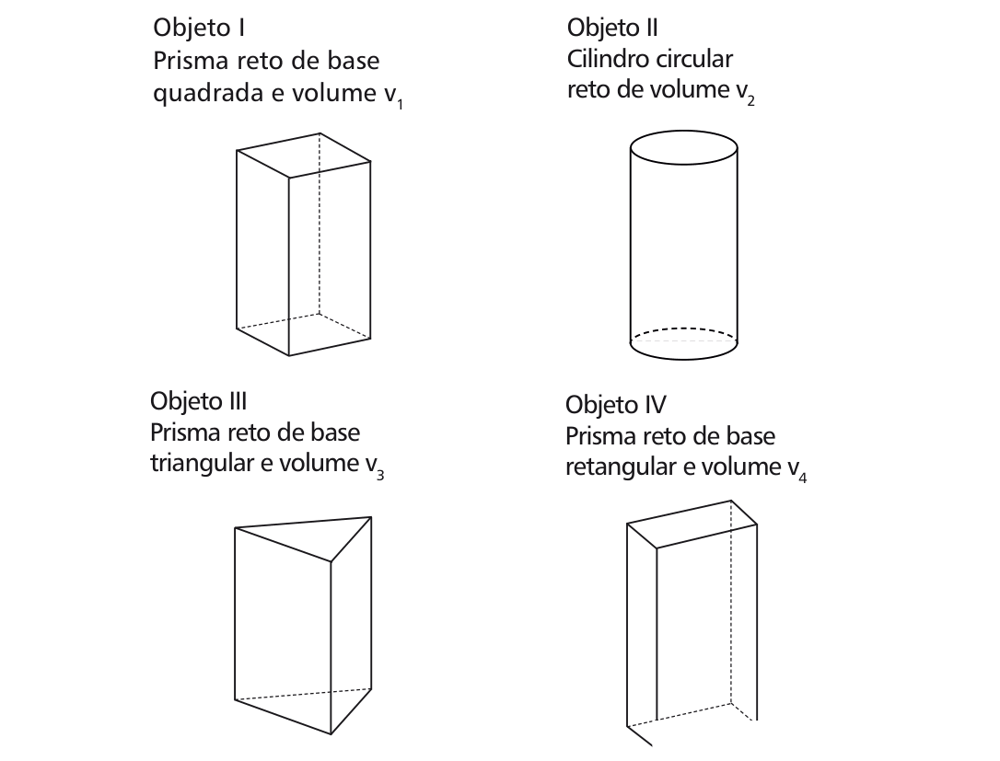 Objeto I
Prisma reto de base
quadrada e volume v₁
Objeto II
Cilindro circular
reto de volume v₂
Objeto III
Prisma reto de base
triangular e volume v₃
Objeto IV
Prisma reto de base
retangular e volume v₄